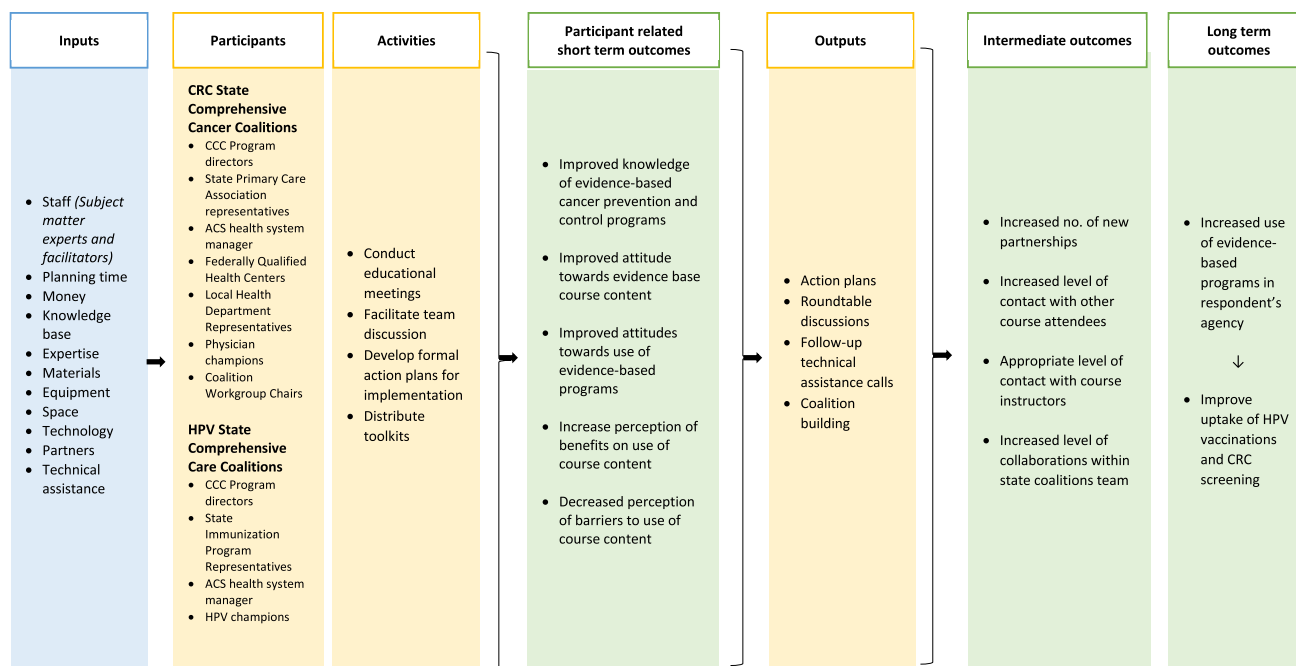 Inputs
• Staff (Subject
matter
experts and
facilitators)
• Planning time
• Money
• Knowledge
base
• Expertise
• Materials
• Equipment
• Space
• Technology
• Partners
• Technical
assistance
Participants
CRC State
Comprehensive
Cancer Coalitions
• CCC Program
directors
• State Primary Care
Association
representatives
• ACS health system
manager
• Federally Qualified
Health Centers
• Local Health
Department
Representatives
• Physician
champions
• Coalition
Workgroup Chairs
HPV State
Comprehensive
Care Coalitions
• CCC Program
directors
• State
Immunization
Program
Representatives
• ACS health system
manager
• HPV champions
Activities
• Conduct
educational
meetings
• Facilitate team
discussion
• Develop formal
action plans for
implementation
• Distribute
toolkits
Participant related
short term outcomes
• Improved knowledge
of evidence-based
cancer prevention and
control programs
• Improved attitude
towards evidence base
course content
• Improved attitudes
towards use of
evidence-based
programs
• Increase perception of
benefits on use of
course content
• Decreased perception
of barriers to use of
course content
Outputs
• Action plans
• Roundtable
discussions
• Follow-up
technical
assistance calls
• Coalition
building
Intermediate outcomes
• Increased no. of new
partnerships
• Increased level of
contact with other
course attendees
• Appropriate level of
contact with course
instructors
• Increased level of
collaborations within
state coalitions team
Long term
outcomes
• Increased use
of evidence-
based
programs in
respondent's
agency
↓
• Improve
uptake of HPV
vaccinations
and CRC
screening